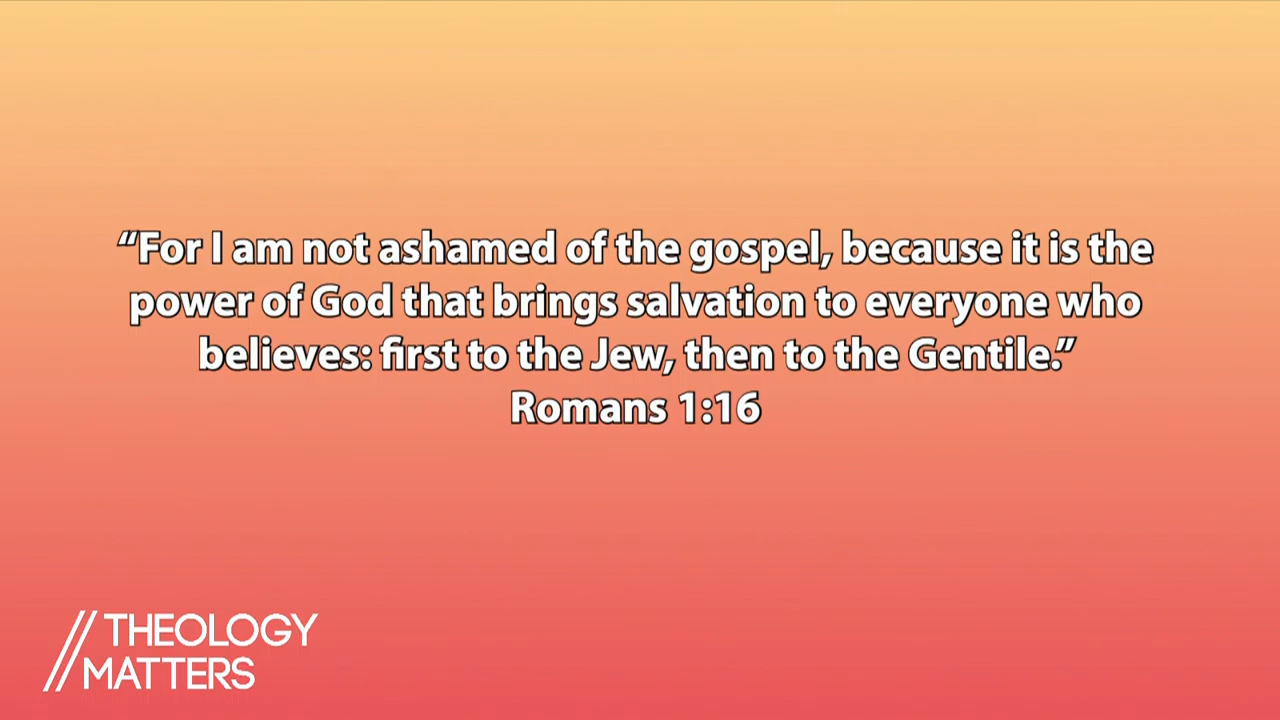 “For I am not ashamed of the gospel, because it is the
power of God that brings salvation to everyone who
believes: first to the Jew, then to the Gentile.”
Romans 1:16
//THEOLOGY
MATTERS